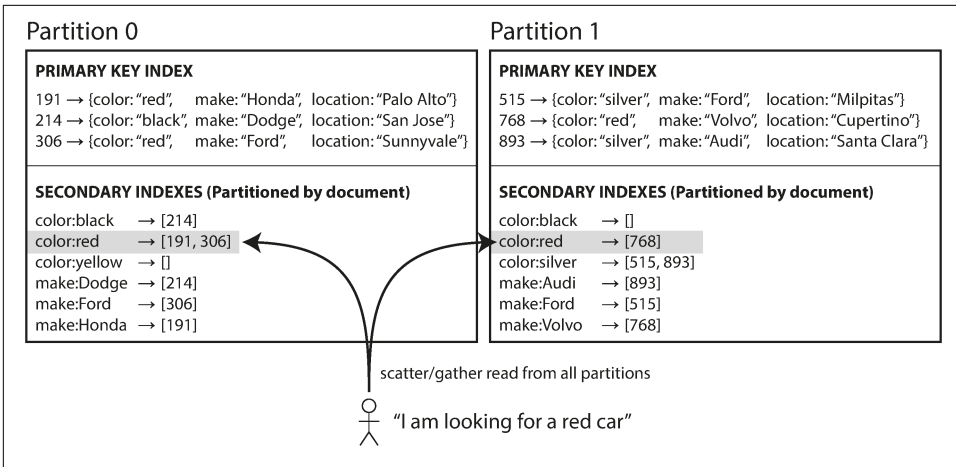 Partition 0
PRIMARY KEY INDEX
191 → {color: “red”, make: “Honda”, location: “Palo Alto”}
214 → {color: “black”, make: “Dodge”, location: “San Jose”}
306 → {color: “red”, make: “Ford”, location: “Sunnyvale”}
SECONDARY INDEXES (Partitioned by document)
color:black → [214]
color:red → [191, 306]
color:yellow → []
make:Dodge → [214]
make:Ford → [306]
make:Honda → [191]
Partition 1
PRIMARY KEY INDEX
515 → {color: “silver”, make: “Ford”, location: “Milpitas”}
768 → {color: “red”, make: “Volvo”, location: “Cupertino”}
893 → {color: “silver”, make: “Audi”, location: “Santa Clara”}
SECONDARY INDEXES (Partitioned by document)
color:black → []
color:red → [768]
color:silver → [515, 893]
make:Audi → [893]
make:Ford → [515]
make:Volvo → [768]
scatter/gather read from all partitions
“I am looking for a red car”